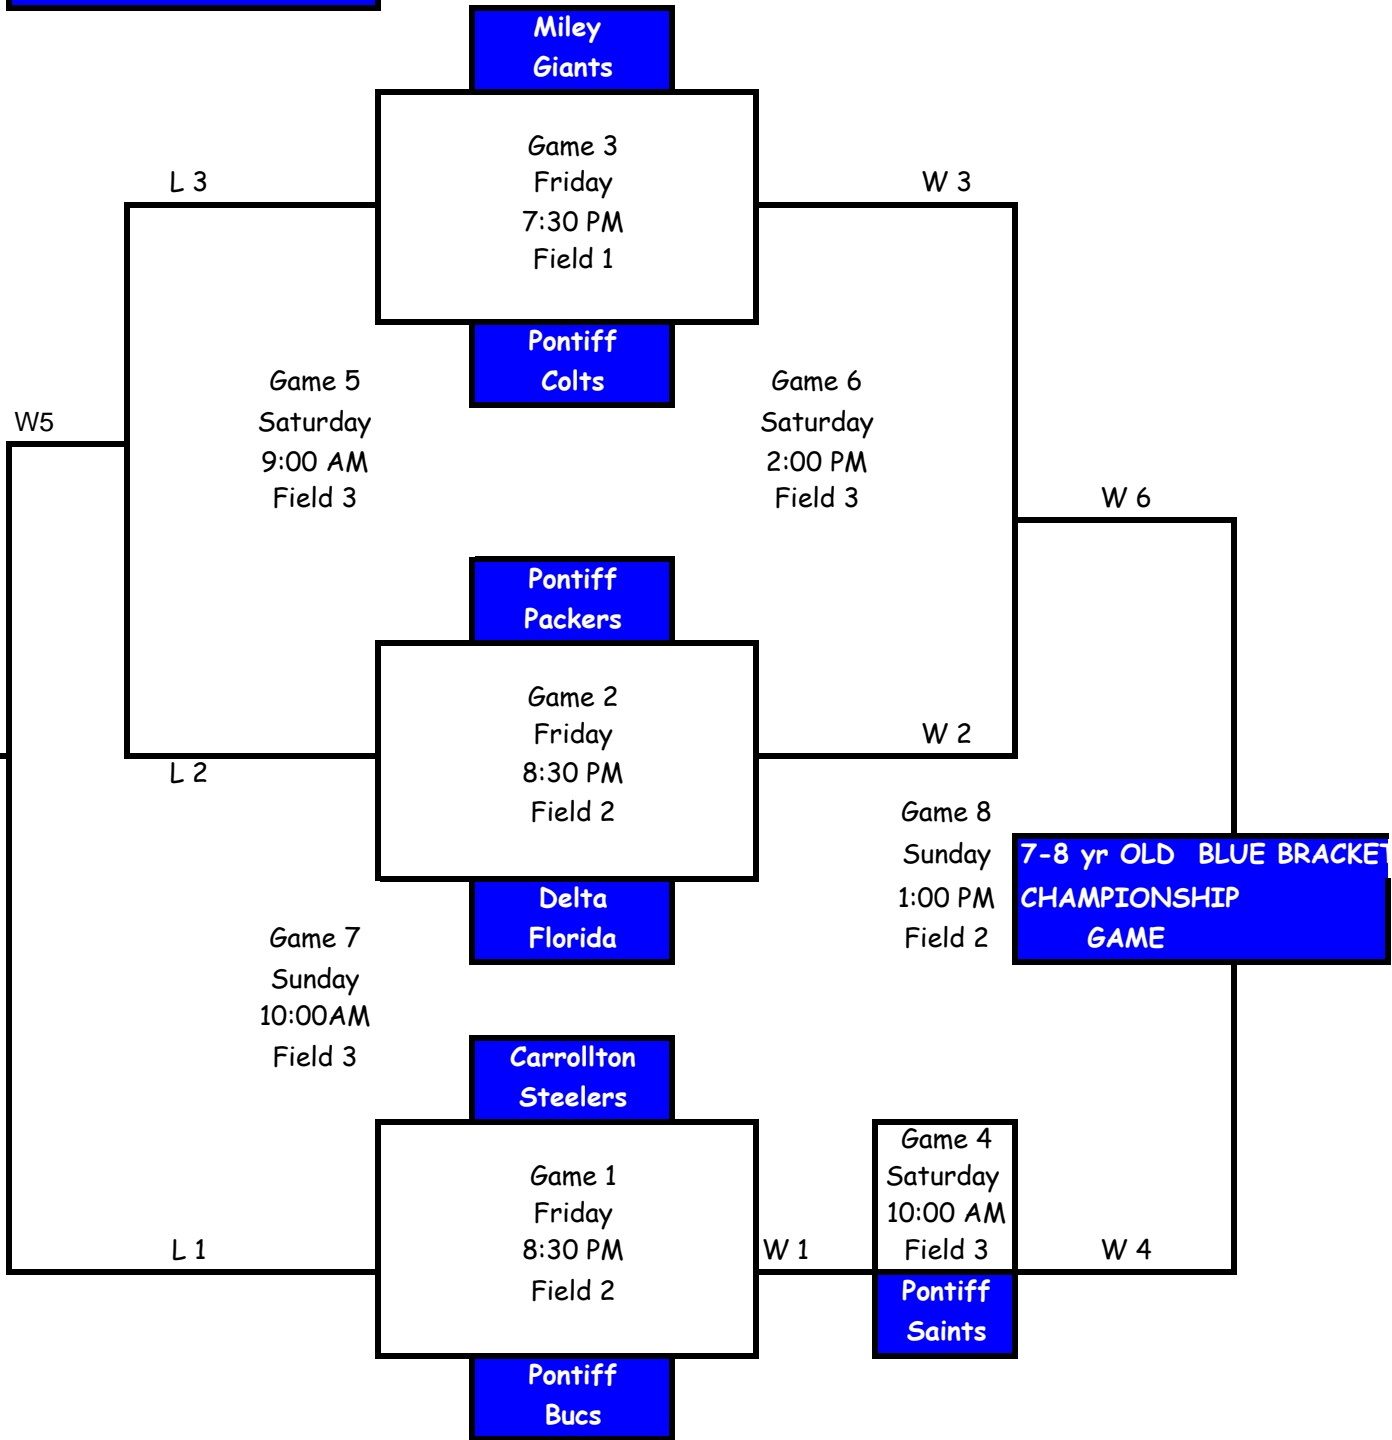 Miley
Giants
Game 3
Friday
7:30 PM
Field 1
L 3
W 3
Pontiff
Colts
Game 5
Saturday
9:00 AM
Field 3
Game 6
Saturday
2:00 PM
Field 3
W5
W 6
Pontiff
Packers
Game 2
Friday
8:30 PM
Field 2
W 2
L 2
Game 8
Sunday
1:00 PM
Field 2
7-8 yr OLD  BLUE BRACKET
CHAMPIONSHIP
GAME
Delta
Florida
Game 7
Sunday
10:00AM
Field 3
Carrollton
Steelers
Game 1
Friday
8:30 PM
Field 2
L 1
W 1
Game 4
Saturday
10:00 AM
Field 3
W 4
Pontiff
Saints
Pontiff
Bucs